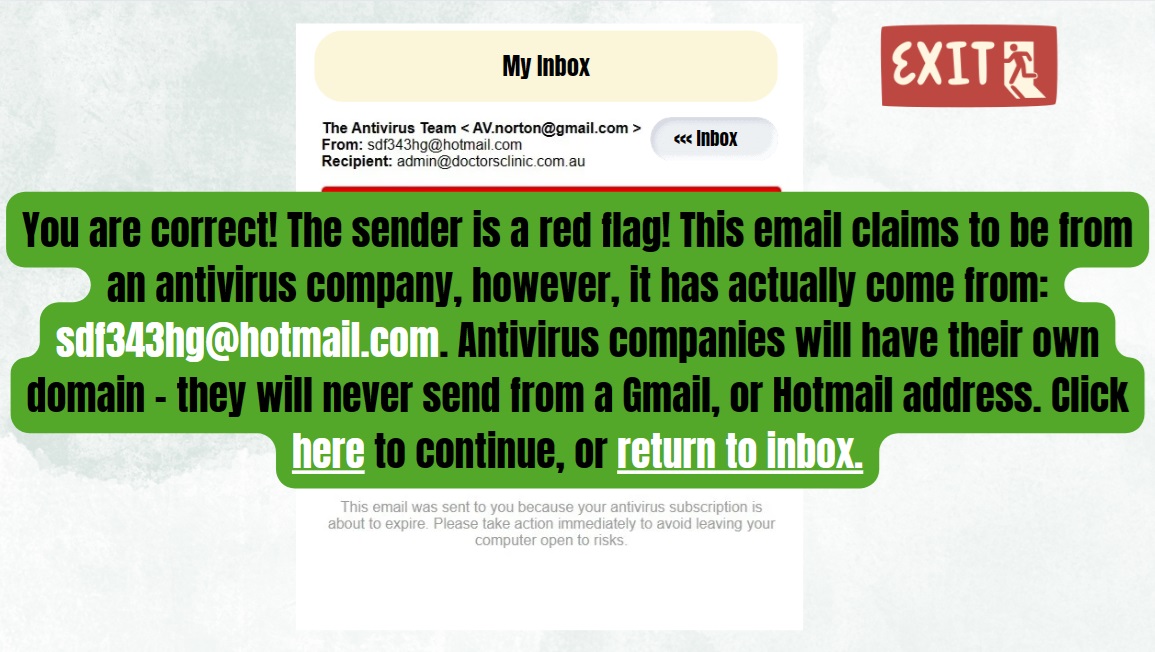 My Inbox
EXIT
The Antivirus Team < AV.norton@gmail.com >
From: sdf343hg@hotmail.com
Recipient: admin@doctorsclinic.com.au
<<< Inbox
You are correct! The sender is a red flag! This email claims to be from
an antivirus company, however, it has actually come from:
sdf343hg@hotmail.com. Antivirus companies will have their own
domain - they will never send from a Gmail, or Hotmail address. Click
here to continue, or return to inbox.
This email was sent to you because your antivirus subscription is
about to expire. Please take action immediately to avoid leaving your
computer open to risks.